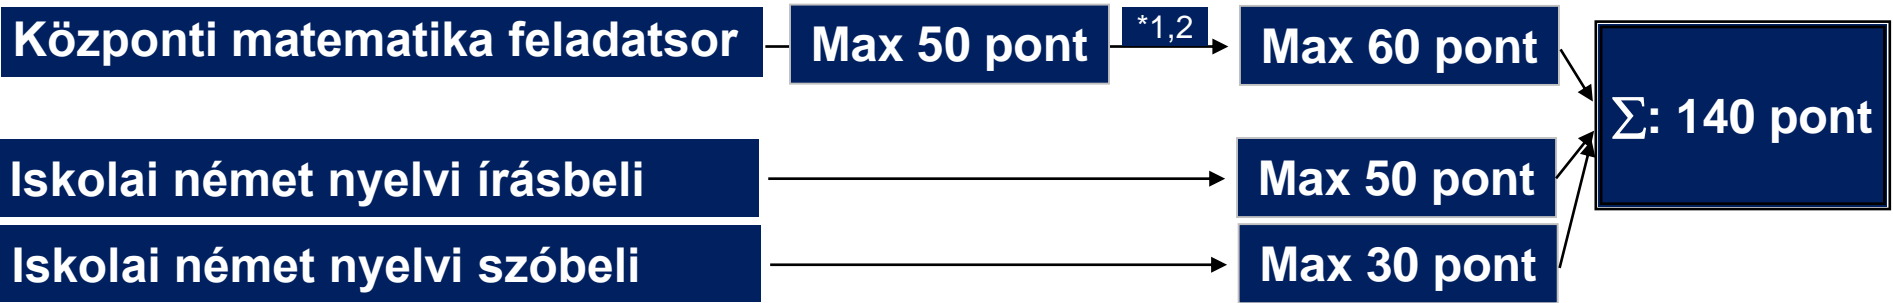 Központi matematika feladatsor
Max 50 pont
*1,2
Max 60 pont
∑: 140 pont
Iskolai német nyelvi írásbeli
Max 50 pont
Iskolai német nyelvi szóbeli
Max 30 pont